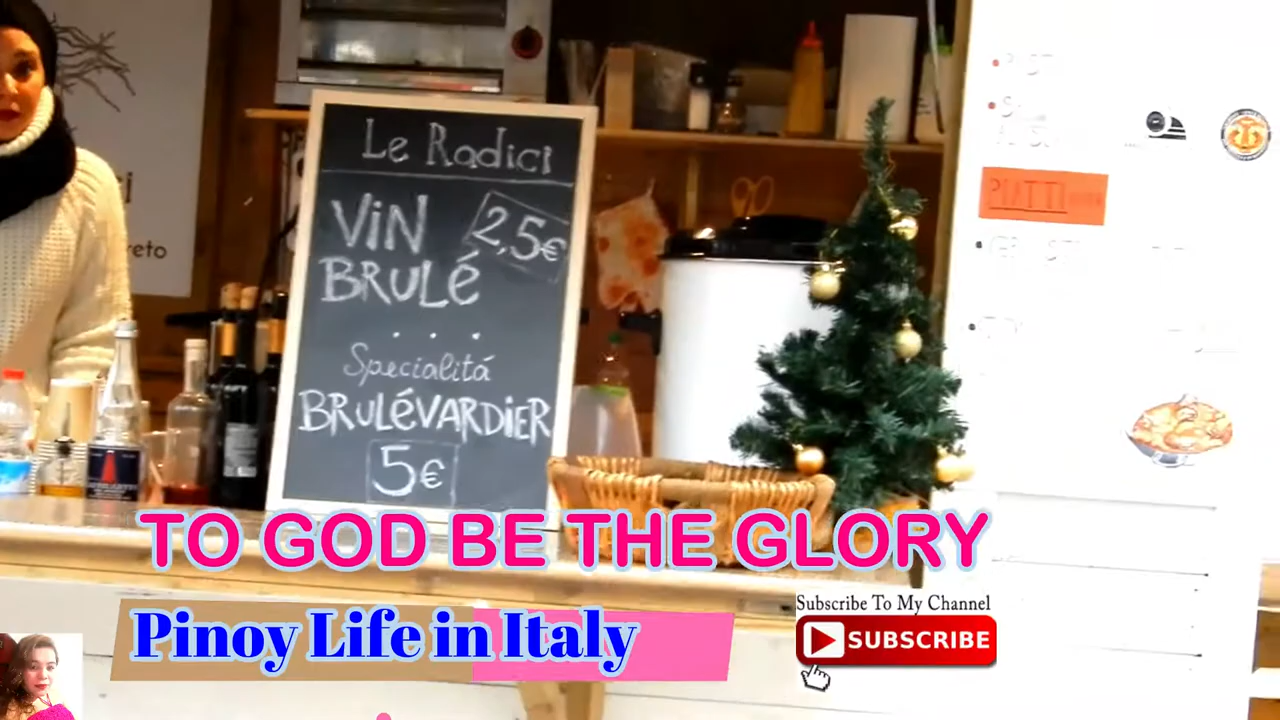 Le Radici
VIN
2,5€
BRULÉ
Specialitá
BRULÉVARDIER
5€
PIATTI
reto
TO GOD BE THE GLORY
Pinoy Life in Italy
Subscribe To My Channel
SUBSCRIBE